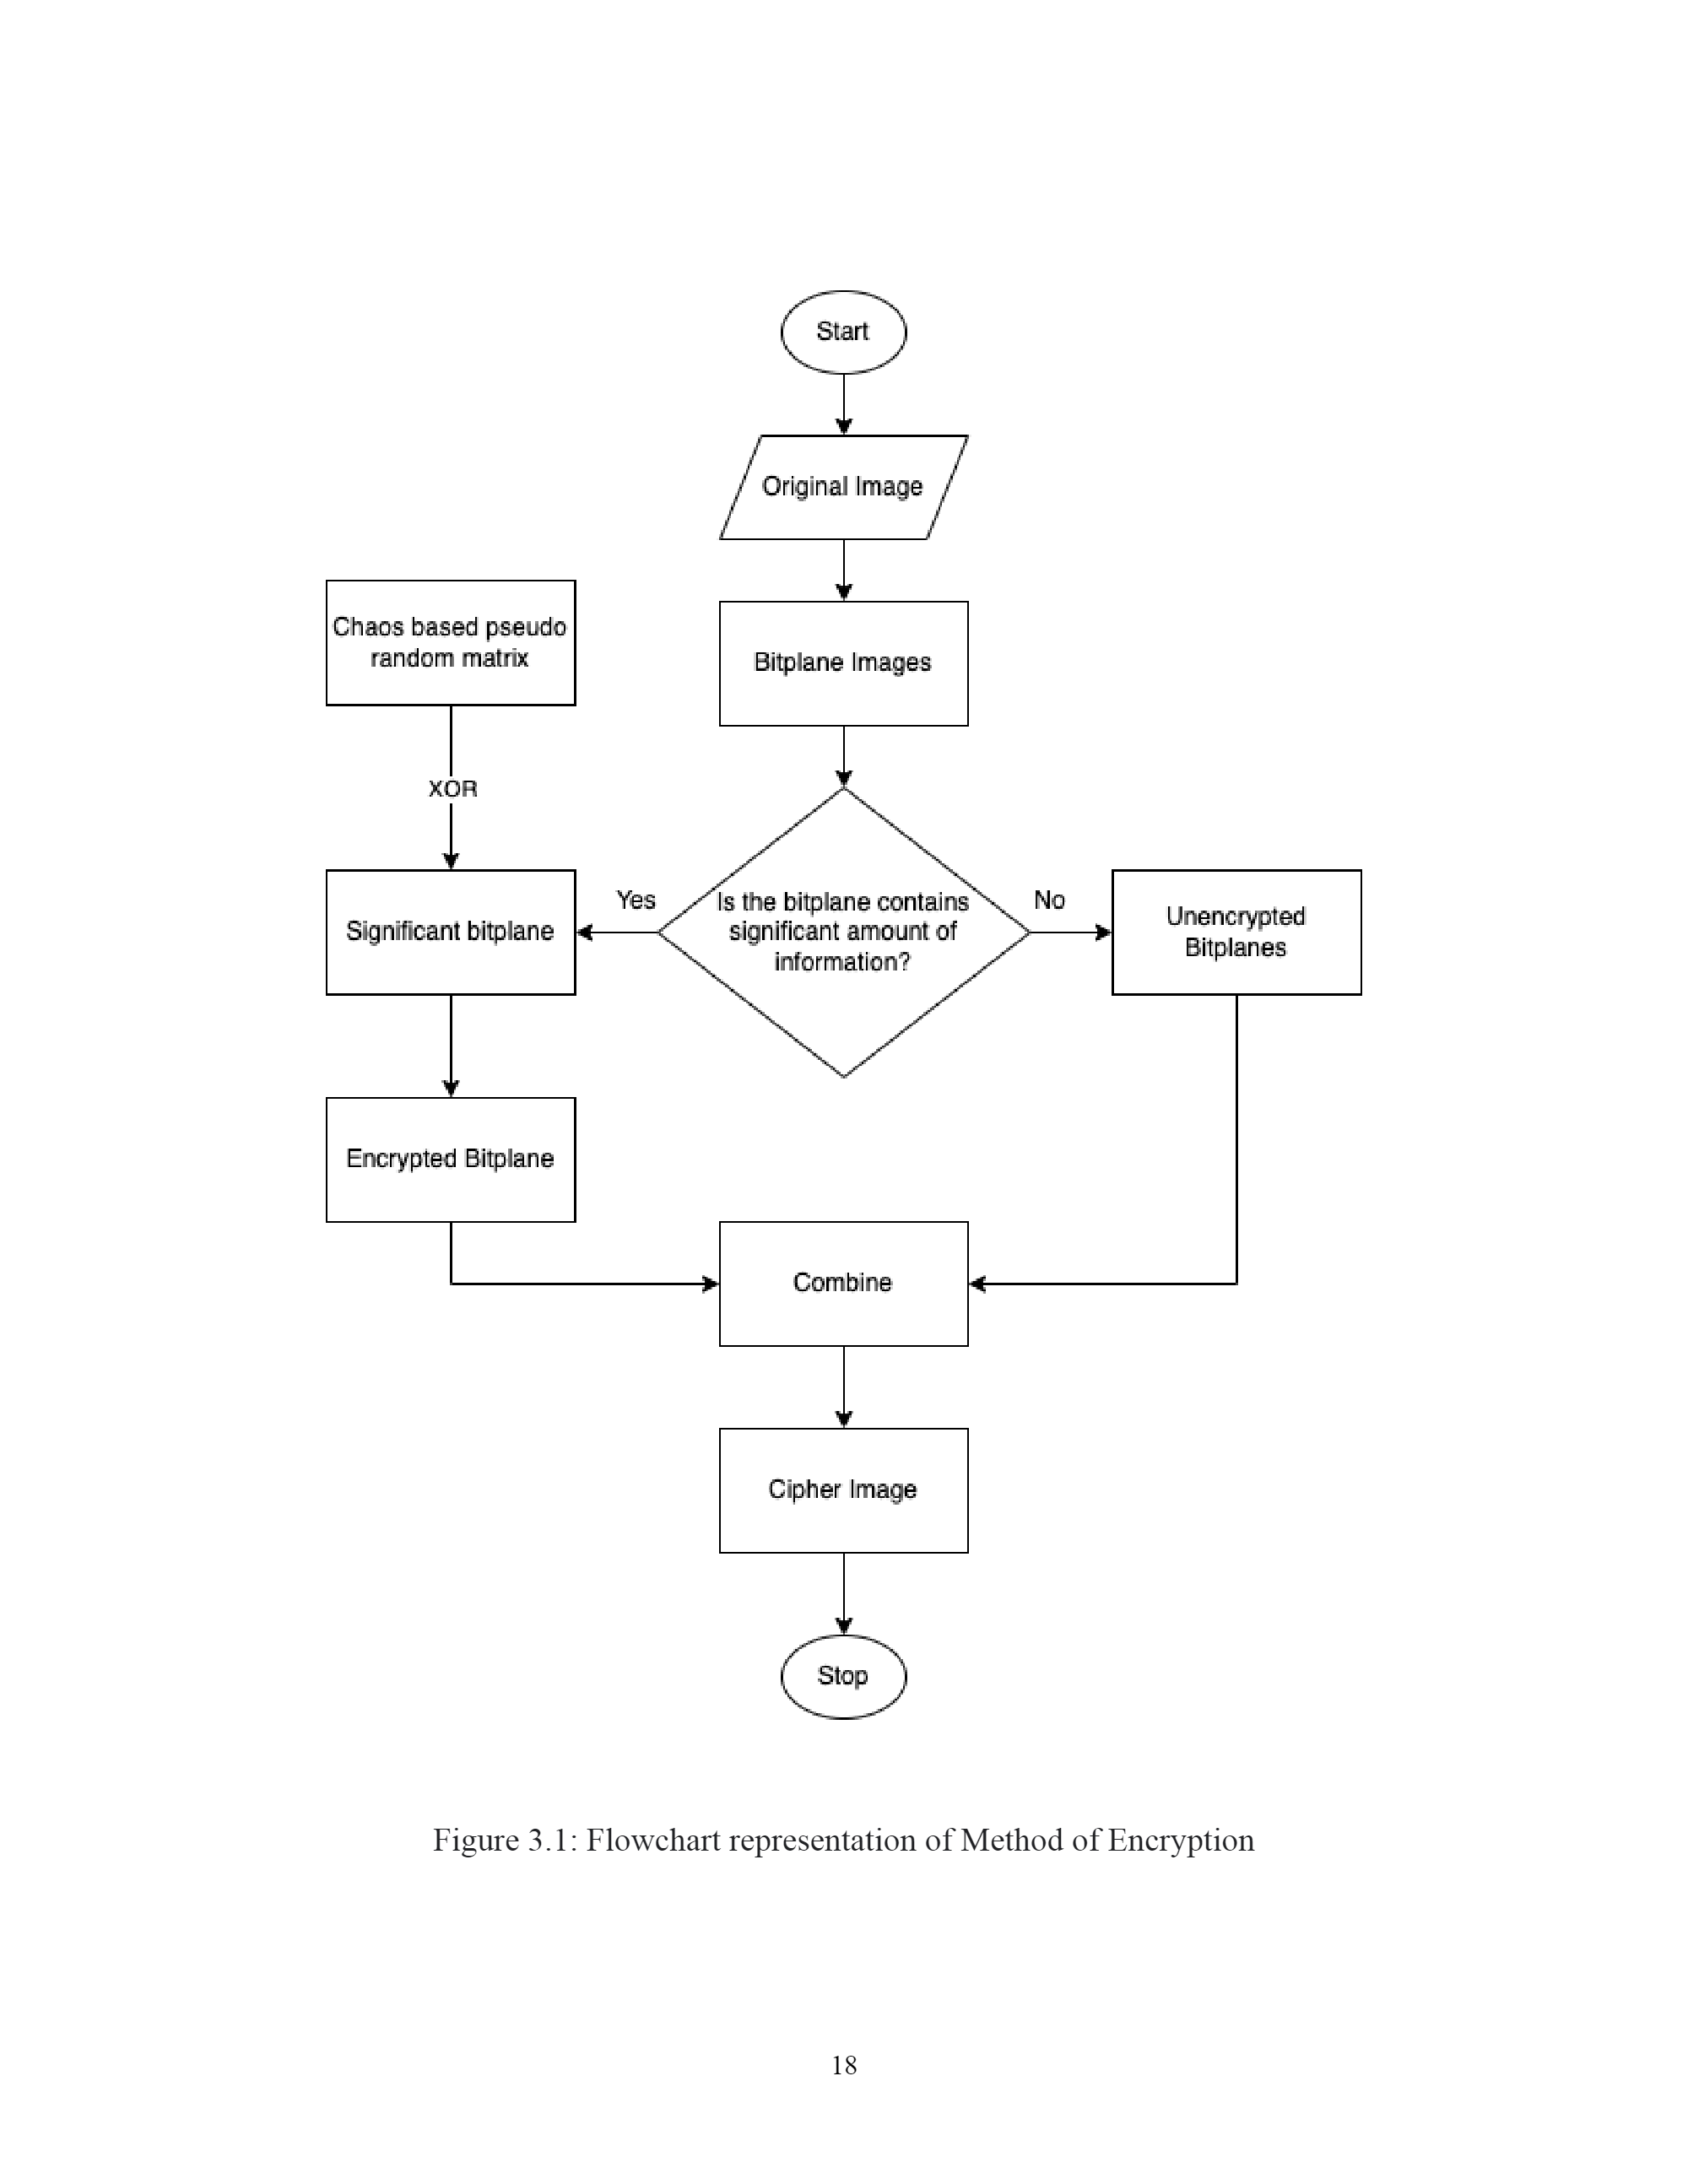 Start
Original Image
Chaos based pseudo
random matrix
Bitplane Images
XOR
Yes
Is the bitplane contains
significant amount of
information?
No
Significant bitplane
Unencrypted
Bitplanes
Encrypted Bitplane
Combine
Cipher Image
Stop
Figure 3.1: Flowchart representation of Method of Encryption
18